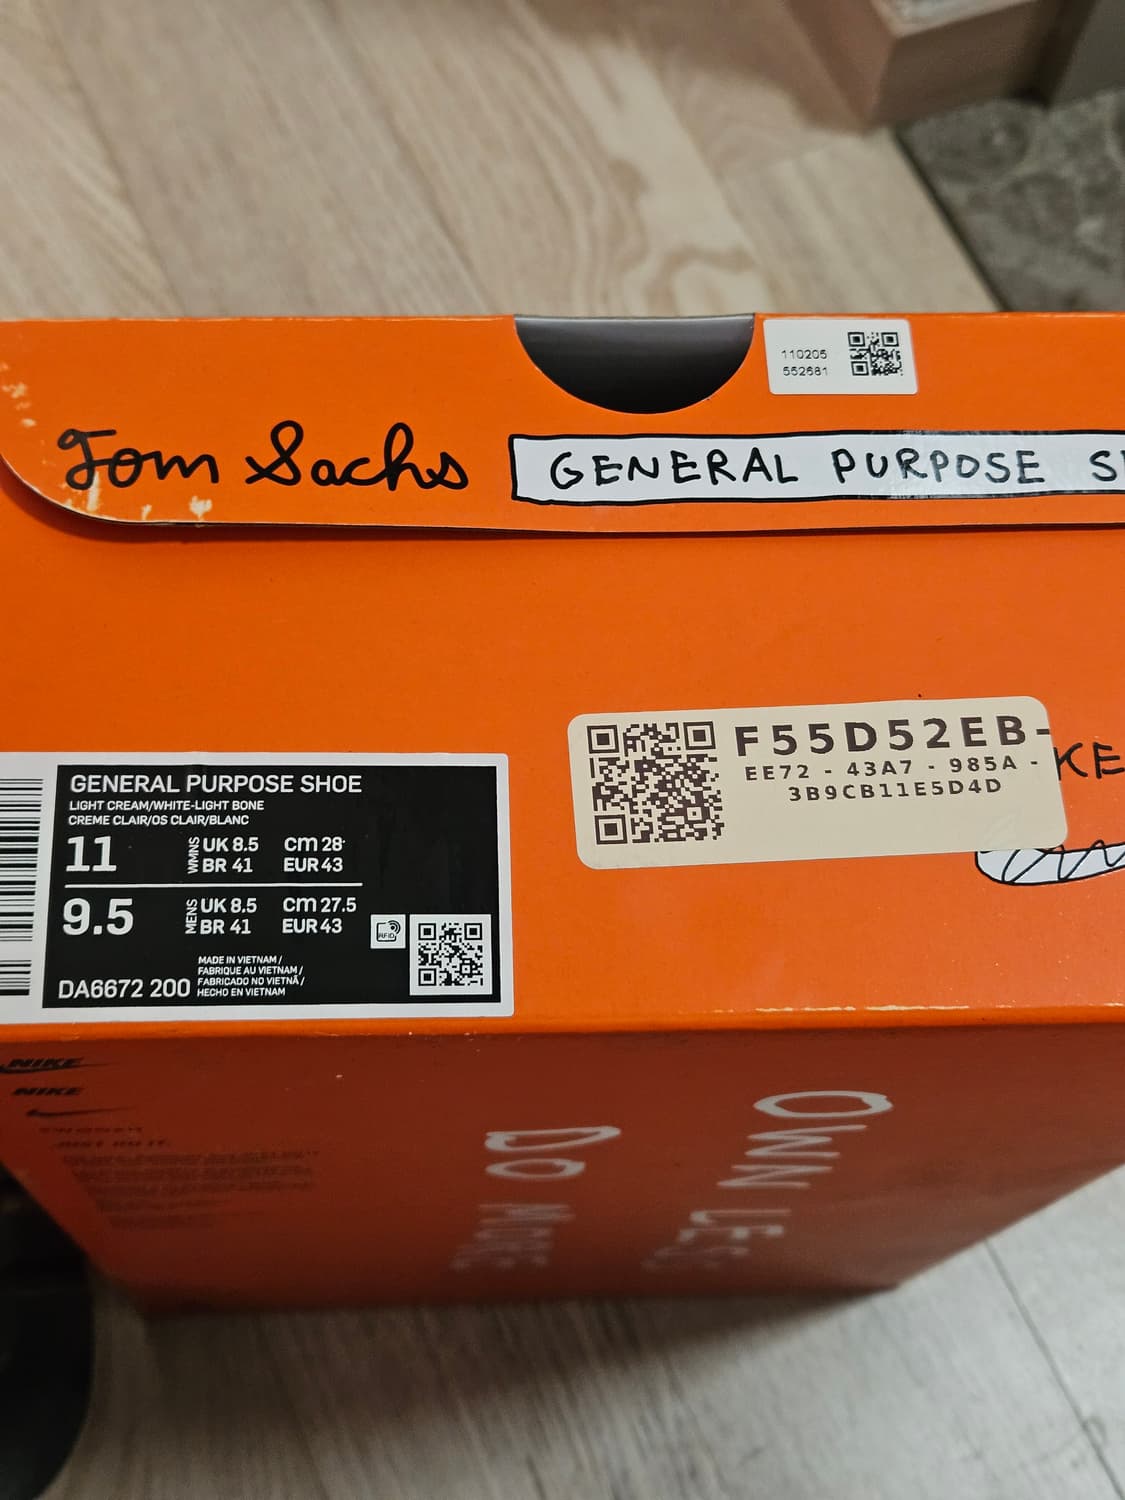 110205
552681
Tom Sachs
GENERAL PURPOSE
F55D52EB-
EE72 - 43A7 - 985A -
3B9CB11E5D4D
KE
GENERAL PURPOSE SHOE
LIGHT CREAM/WHITE-LIGHT BONE
CREME CLAIR/OS CLAIR/BLANC
11 WMNS UK 8.5 cm 28
BR 41 EUR 43
9.5 MENS UK 8.5 cm 27.5
BR 41 EUR 43
RFID
MADE IN VIETNAM /
FABRIQUE AU VIETNAM /
FABRICADO NO VIETNÃ /
HECHO EN VIETNAM
DA6672 200
NIKE
NIKE
JUST DO IT.
OWN LESS
DO MORE